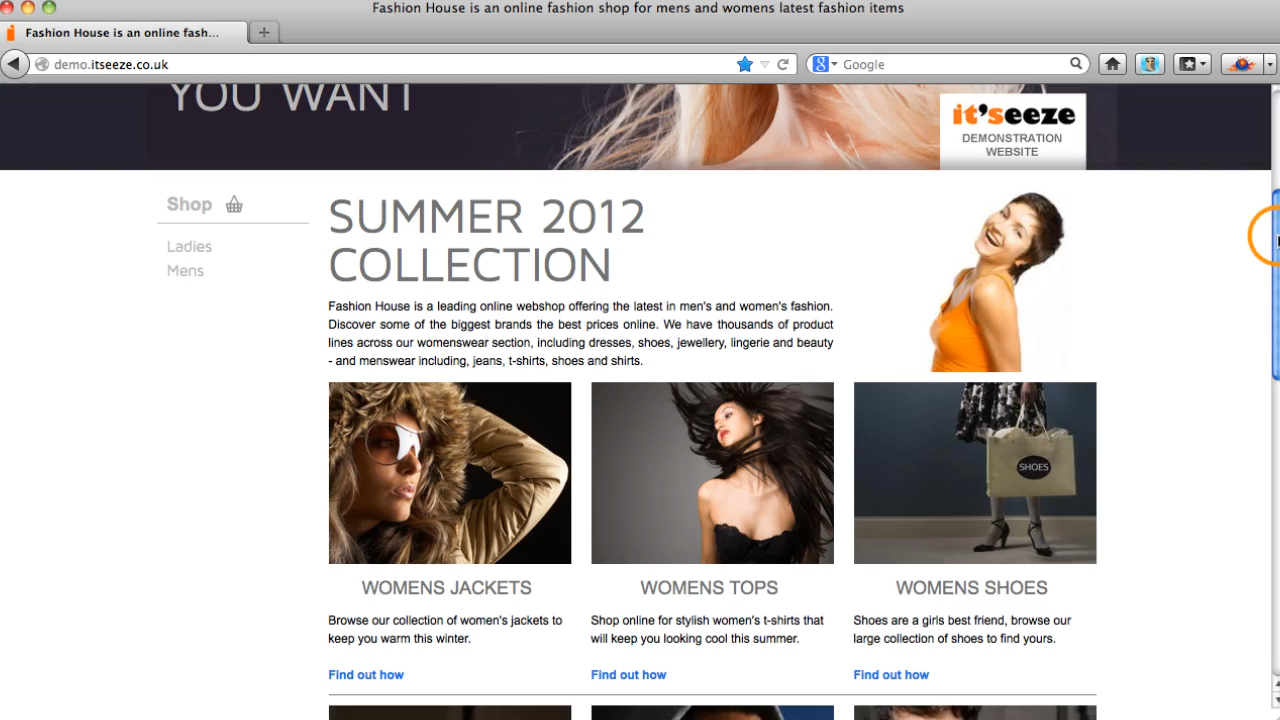 Fashion House is an online fashion shop for mens and womens latest fashion items
Fashion House is an online fash...
demo.itseeze.co.uk
Google
YOU WANT
it'seeze
DEMONSTRATION
WEBSITE
Shop
Ladies
Mens
SUMMER 2012
COLLECTION
Fashion House is a leading online webshop offering the latest in men's and women's fashion.
Discover some of the biggest brands the best prices online. We have thousands of product
lines across our womenswear section, including dresses, shoes, jewellery, lingerie and beauty
- and menswear including, jeans, t-shirts, shoes and shirts.
SHOES
WOMENS JACKETS
Browse our collection of women's jackets to
keep you warm this winter.
Find out how
WOMENS TOPS
Shop online for stylish women's t-shirts that
will keep you looking cool this summer.
Find out how
WOMENS SHOES
Shoes are a girls best friend, browse our
large collection of shoes to find yours.
Find out how